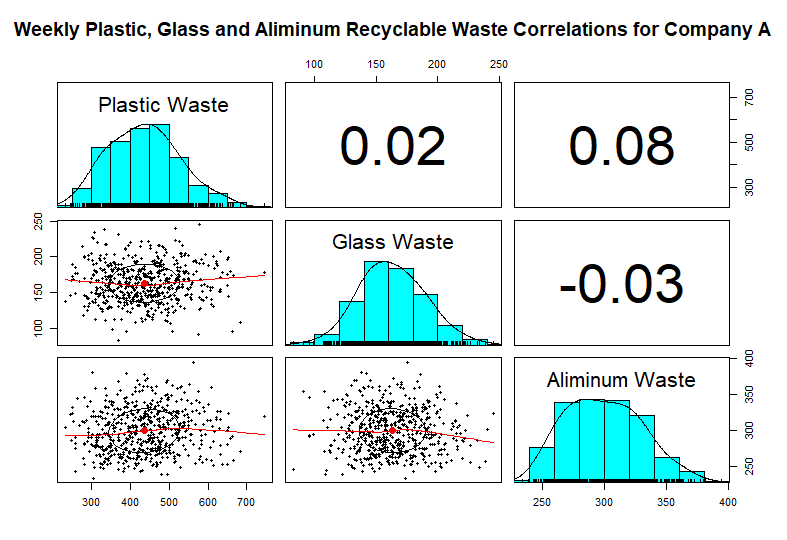 Weekly Plastic, Glass and Aliminum Recyclable Waste Correlations for Company A
100 150 200 250
Plastic Waste
0.02
0.08
300 500 700
100 150 200 250
Glass Waste
-0.03
Aliminum Waste
250 300 350 400
300 400 500 600 700
250 300 350 400